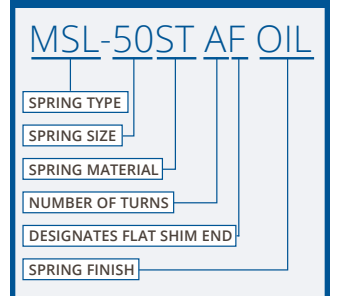 MSL-50ST AF OIL
SPRING TYPE
SPRING SIZE
SPRING MATERIAL
NUMBER OF TURNS
DESIGNATES FLAT SHIM END
SPRING FINISH